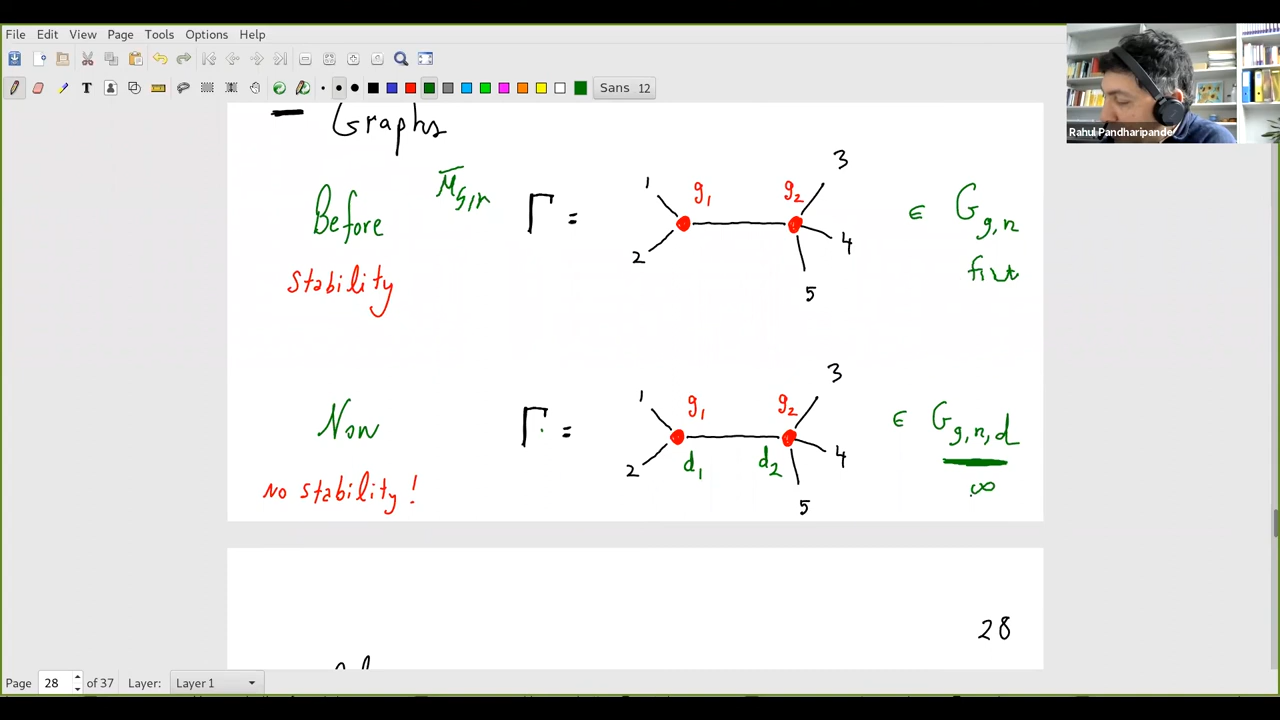 File Edit View Page Tools Options Help
Sans 12
Rahul Pandharipande
Graphs
Before
Stability
M̄g,n
Γ =
1
2
g1
g2
3
4
5
∈ Gg,n
Now
No stability!
Γ =
1
2
g1
g2
d1
d2
3
4
5
∈ Gg,n,d
∞
28
Page 28 of 37 Layer: Layer 1